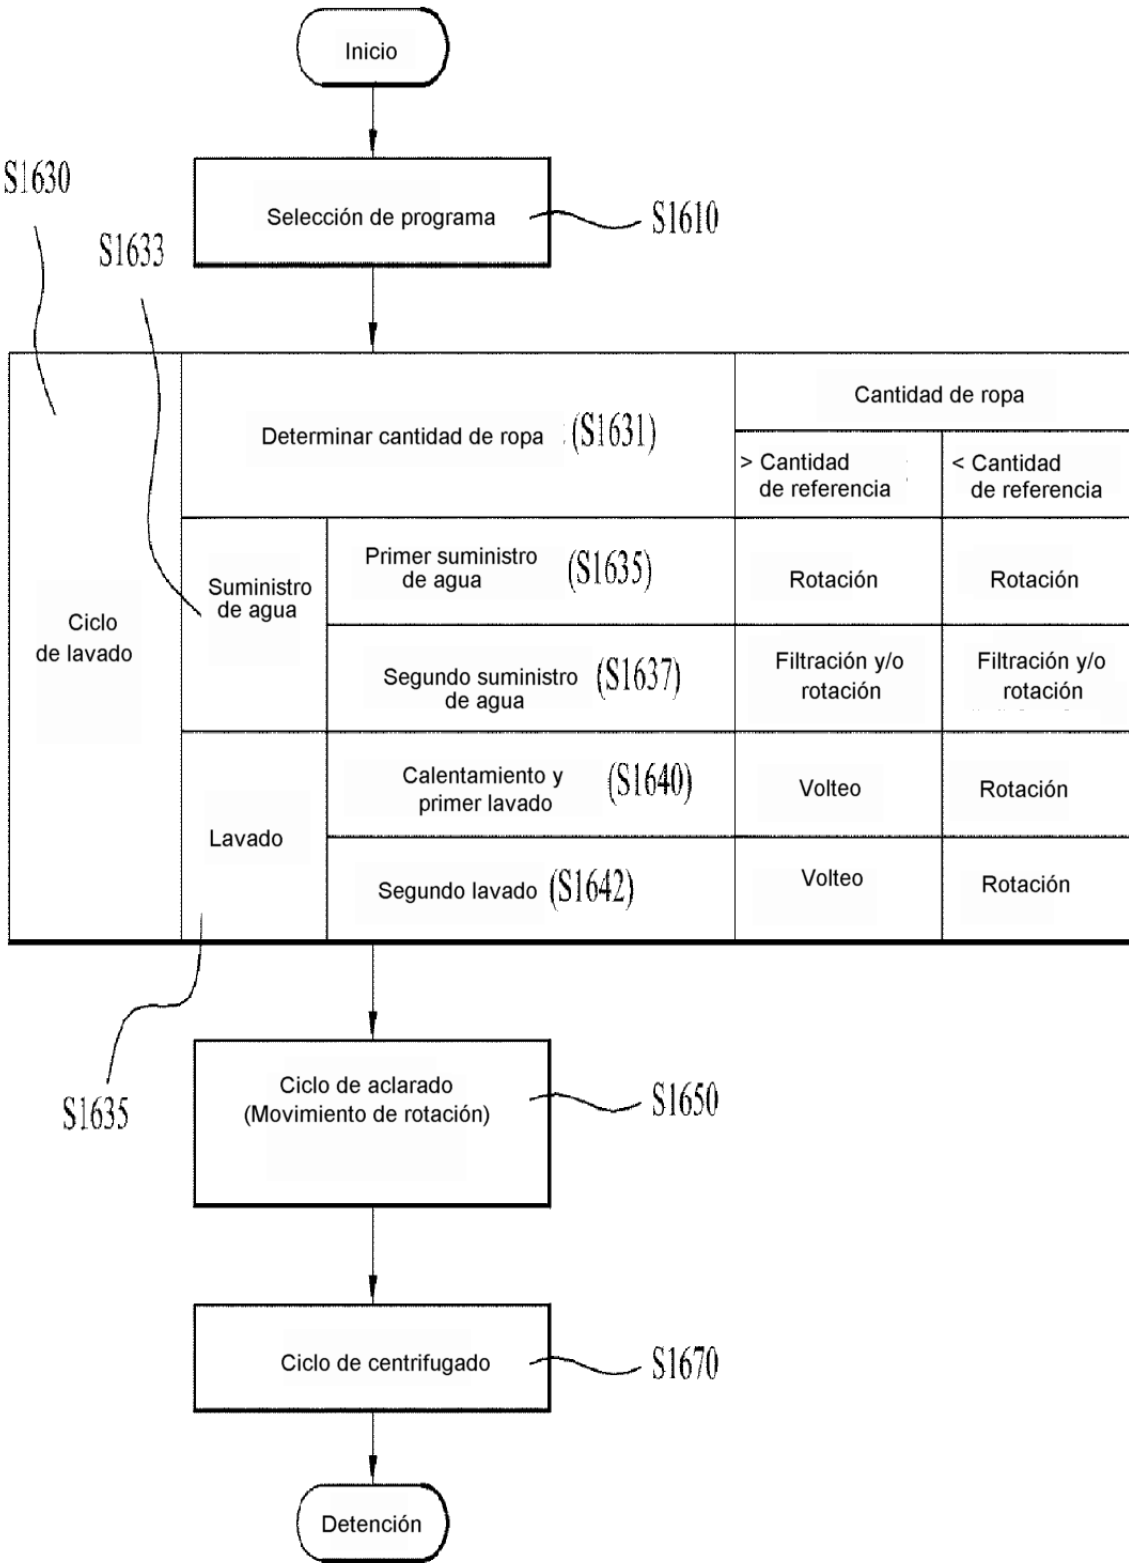 Inicio
S1630
Selección de programa
S1610
S1633
Cantidad de ropa
Determinar cantidad de ropa (S1631)
> Cantidad
de referencia
< Cantidad
de referencia
Ciclo
de lavado
Suministro
de agua
Primer suministro
de agua
(S1635)
Rotación
Rotación
Segundo suministro
de agua
(S1637)
Filtración y/o
rotación
Filtración y/o
rotación
Lavado
Calentamiento y
primer lavado
(S1640)
Volteo
Rotación
Segundo lavado (S1642)
Volteo
Rotación
S1635
Ciclo de aclarado
(Movimiento de rotación)
S1650
Ciclo de centrifugado
S1670
Detención